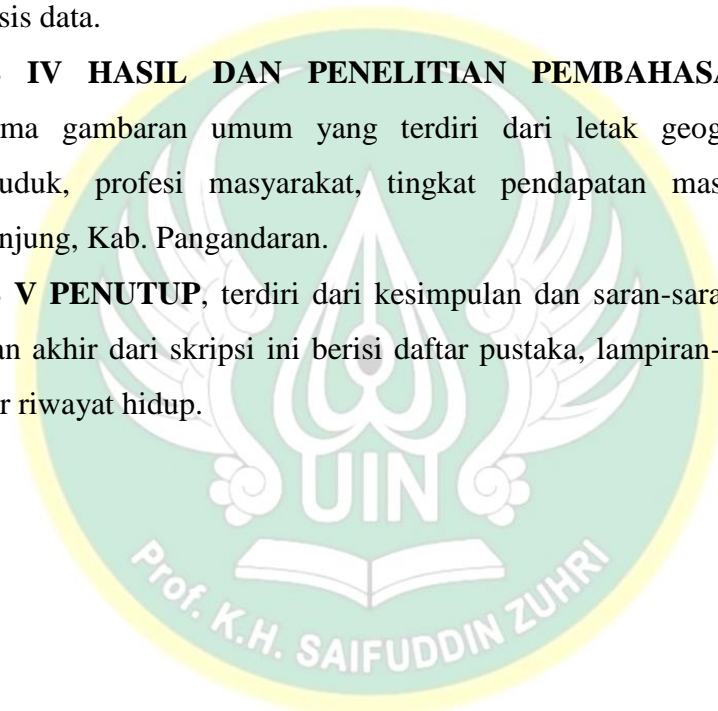 sis data.
IV HASIL DAN PENELITIAN PEMBAHASA
ma gambaran umum yang terdiri dari letak geog
uduk, profesi masyarakat, tingkat pendapatan mas
njung, Kab. Pangandaran.
V PENUTUP, terdiri dari kesimpulan dan saran-sara
an akhir dari skripsi ini berisi daftar pustaka, lampiran-
r riwayat hidup.
UIN
Prof. K.H. SAIFUDDIN ZUHRI